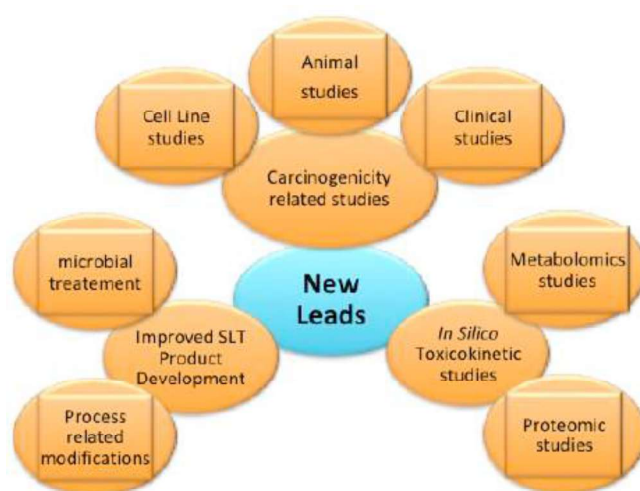 Animal
studies
Cell Line
studies
Clinical
studies
Carcinogenicity
related studies
microbial
treatement
Metabolomics
studies
New
Leads
Improved SLT
Product
Development
In Silico
Toxicokinetic
studies
Process
related
modifications
Proteomic
studies